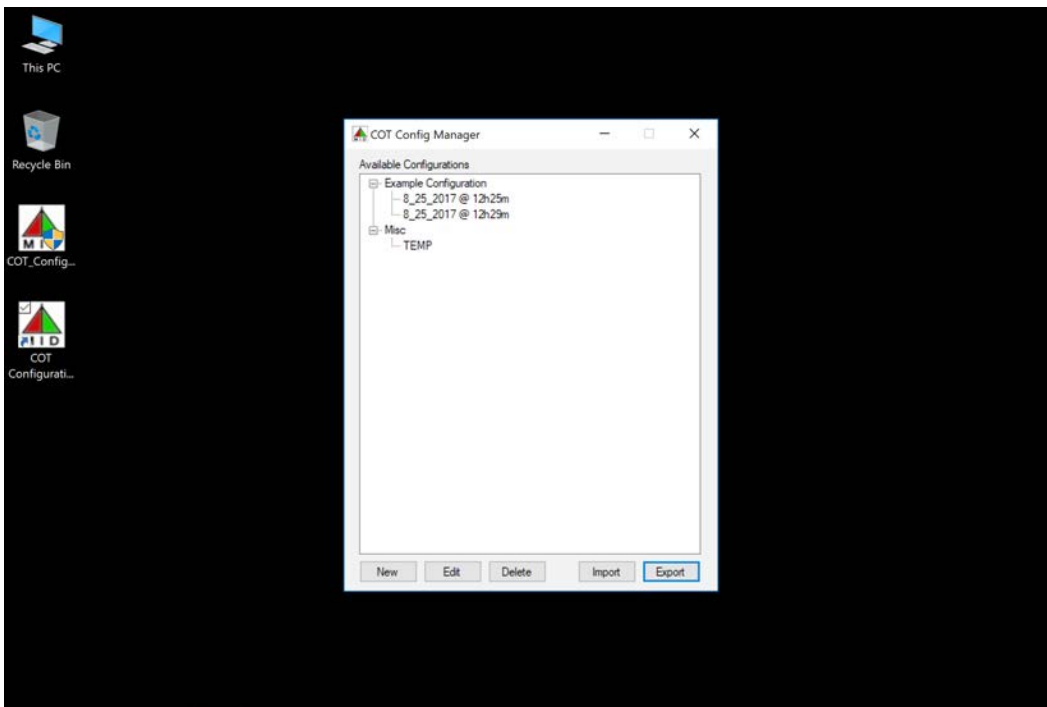 This PC
Recycle Bin
COT_Config...
COT
Configurati...
COT Config Manager
Available Configurations
Example Configuration
8_25_2017 @ 12h25m
8_25_2017 @ 12h29m
Misc
TEMP
New Edit Delete Import Export